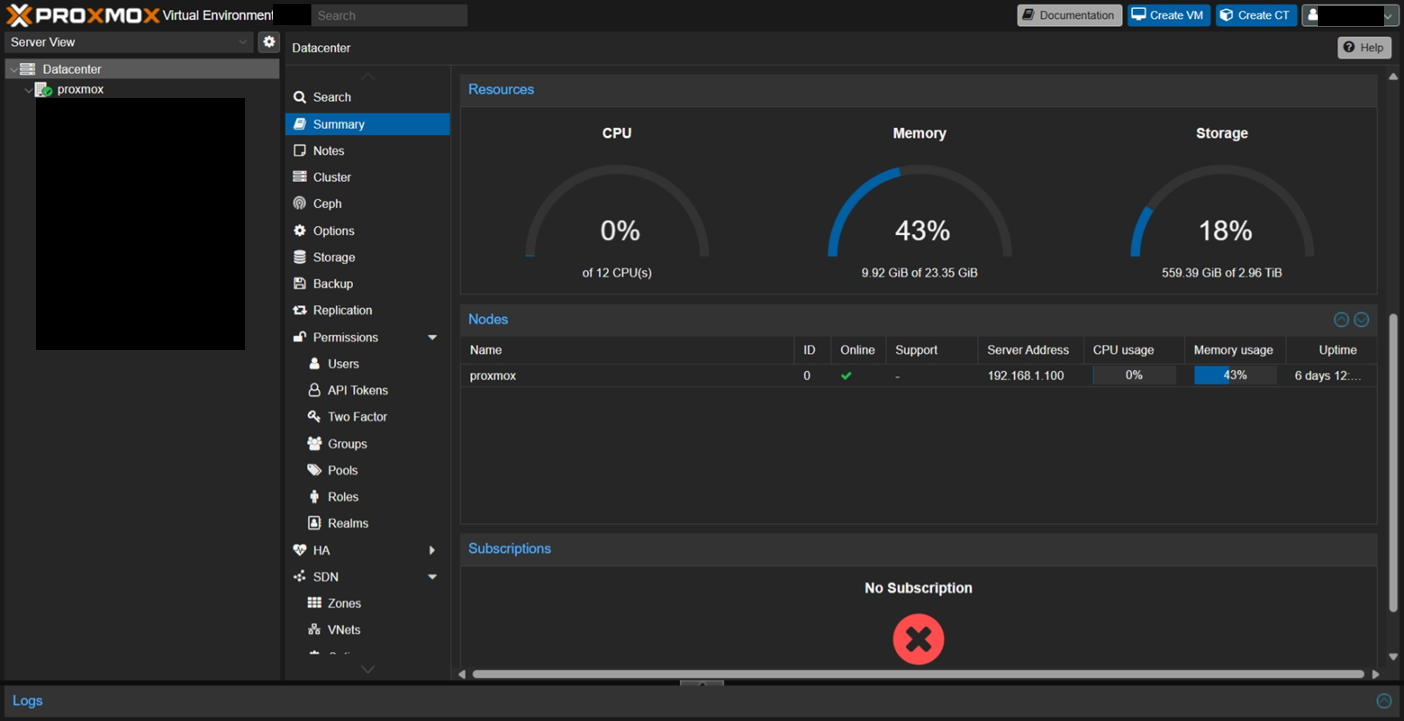 PROXMOX Virtual Environment Search Documentation Create VM Create CT
Server View
Datacenter
proxmox
Datacenter
Help
Search
Summary
Notes
Cluster
Ceph
Options
Storage
Backup
Replication
Permissions
Users
API Tokens
Two Factor
Groups
Pools
Roles
Realms
HA
SDN
Zones
VNets
Resources
CPU Memory Storage
0% 43% 18%
of 12 CPU(s) 9.92 GiB of 23.35 GiB 559.39 GiB of 2.96 TiB
Nodes
Name ID Online Support Server Address CPU usage Memory usage Uptime
proxmox 0 - 192.168.1.100 0% 43% 6 days 12:...
Subscriptions
No Subscription
Logs